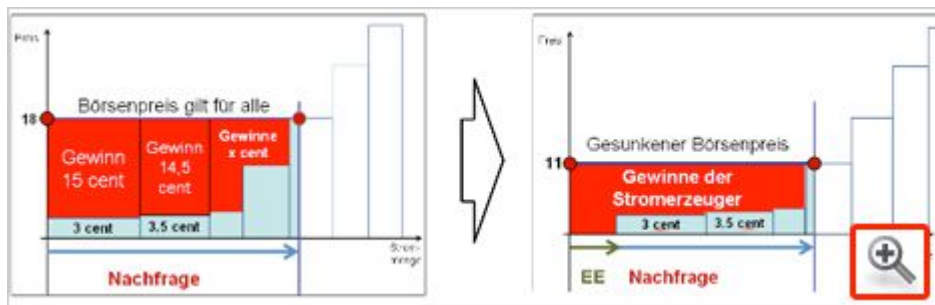 Preis
18
Börsenpreis gilt für alle
Gewinn
15 cent
Gewinn
14,5
cent
Gewinne
x cent
3 cent
3,5 cent
Strom-
menge
Nachfrage
Preis
11
Gesunkener Börsenpreis
Gewinne der
Stromerzeuger
3 cent
3,5 cent
EE
Nachfrage